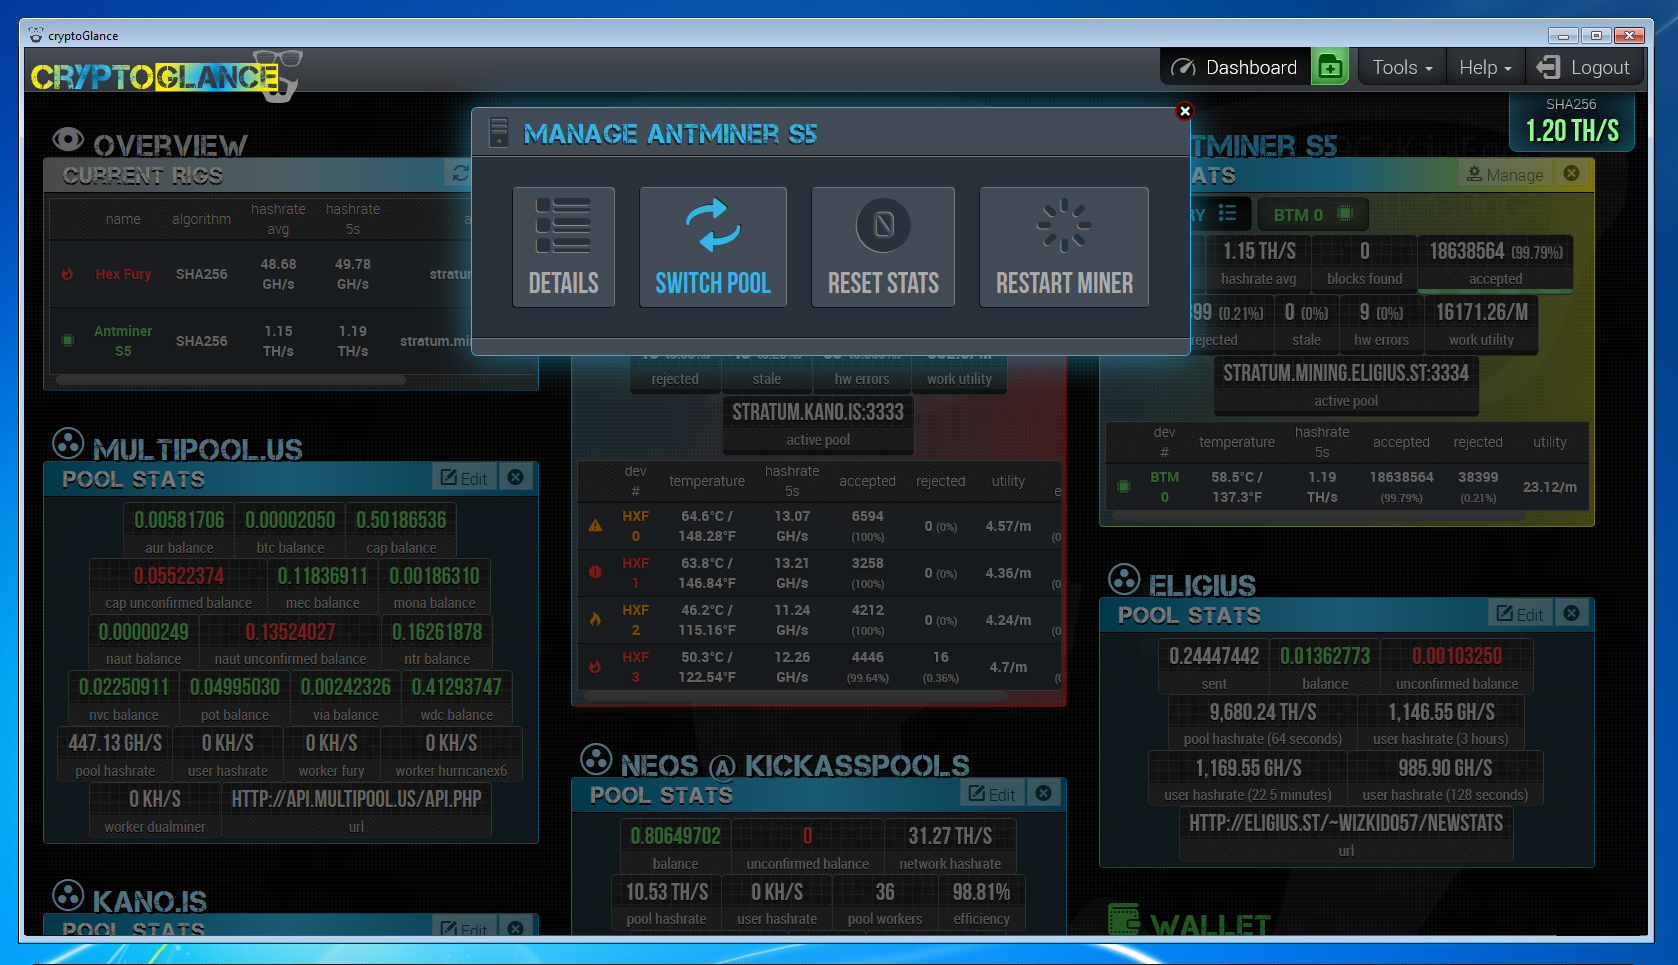 cryptoGlance
CRYPTOGLANCE
Dashboard
Tools
Help
Logout
SHA256
1.20 TH/S
MANAGE ANTMINER S5
DETAILS
SWITCH POOL
RESET STATS
RESTART MINER
OVERVIEW
CURRENT RIGS
name algorithm hashrate avg hashrate 5s
Hex Fury SHA256 48.68 GH/s 49.78 GH/s
Antminer S5 SHA256 1.15 TH/s 1.19 TH/s stratum.mi
MULTIPOOL.US
POOL STATS Edit
0.00581706 0.00002050 0.50186536
aur balance btc balance cap balance
0.05522374 0.11836911 0.00186310
cap unconfirmed balance mec balance mona balance
0.00000249 0.13524027 0.16261878
naut balance naut unconfirmed balance ntr balance
0.02250911 0.04995030 0.00242326 0.41293747
nvc balance pot balance via balance wdc balance
447.13 GH/S 0 KH/S 0 KH/S 0 KH/S
pool hashrate user hashrate worker fury worker hurricanex6
0 KH/S HTTP://API.MULTIPOOL.US/API.PHP
worker dualminer url
KANO.IS
POOL STATS Edit
rejected stale hw errors work utility
STRATUM.KANO.IS:3333
active pool
dev # temperature hashrate 5s accepted rejected utility e
HXF 0 64.6°C / 148.28°F 13.07 GH/s 6594 (100%) 0 (0%) 4.57/m (0
HXF 1 63.8°C / 146.84°F 13.21 GH/s 3258 (100%) 0 (0%) 4.36/m (0
HXF 2 46.2°C / 115.16°F 11.24 GH/s 4212 (100%) 0 (0%) 4.24/m (0
HXF 3 50.3°C / 122.54°F 12.26 GH/s 4446 (99.64%) 16 (0.36%) 4.7/m (0
NEOS @ KICKASSPOOLS
POOL STATS Edit
0.80649702 0 31.27 TH/S
balance unconfirmed balance network hashrate
10.53 TH/S 0 KH/S 36 98.81%
pool hashrate user hashrate pool workers efficiency
TMINER S5
ATS Manage
RY BTM 0
1.15 TH/S 0 18638564 (99.79%)
hashrate avg blocks found accepted
399 (0.21%) 0 (0%) 9 (0%) 16171.26/M
rejected stale hw errors work utility
STRATUM.MINING.ELIGIUS.ST:3334
active pool
dev # temperature hashrate 5s accepted rejected utility
BTM 0 58.5°C / 137.3°F 1.19 TH/s 18638564 (99.79%) 38399 (0.21%) 23.12/m
ELIGIUS
POOL STATS Edit
0.24447442 0.01362773 0.00103250
sent balance unconfirmed balance
9,680.24 TH/S 1,146.55 GH/S
pool hashrate (64 seconds) user hashrate (3 hours)
1,169.55 GH/S 985.90 GH/S
user hashrate (22.5 minutes) user hashrate (128 seconds)
HTTP://ELIGIUS.ST/~WIZKID057/NEWSTATS
url
WALLET